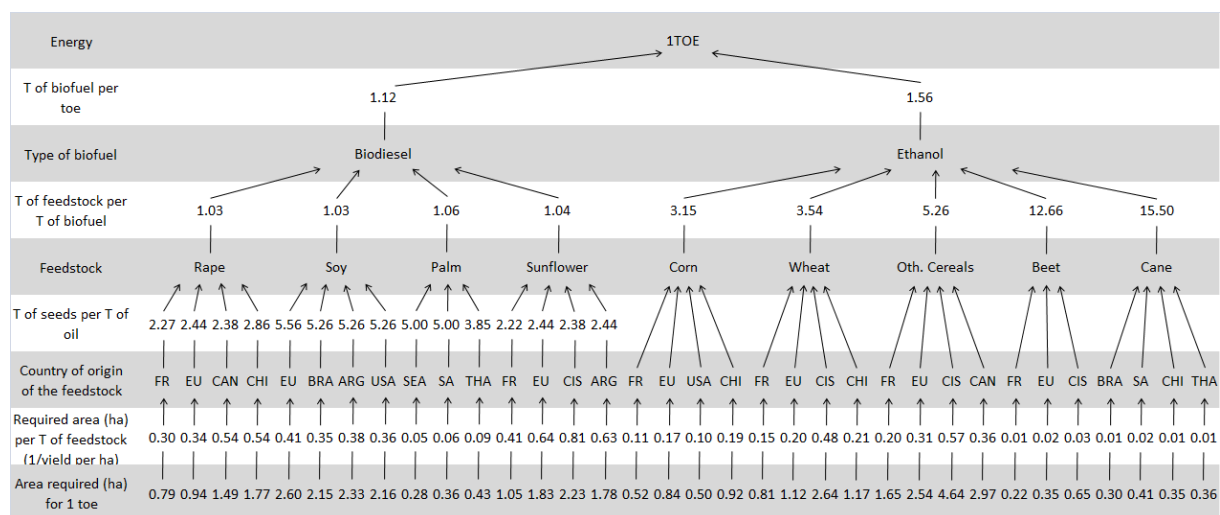 Energy
1TOE
T of biofuel per
toe
1.12 1.56
Type of biofuel
Biodiesel Ethanol
T of feedstock per
T of biofuel
1.03 1.03 1.06 1.04 3.15 3.54 5.26 12.66 15.50
Feedstock
Rape Soy Palm Sunflower Corn Wheat Oth. Cereals Beet Cane
T of seeds per T of
oil
2.27 2.44 2.38 2.86 5.56 5.26 5.26 5.26 5.00 5.00 3.85 2.22 2.44 2.38 2.44
Country of origin
of the feedstock
FR EU CAN CHI EU BRA ARG USA SEA SA THA FR EU CIS ARG FR EU USA CHI FR EU CIS CHI FR EU CIS CAN FR EU CIS BRA SA CHI THA
Required area (ha)
per T of feedstock
(1/yield per ha)
0.30 0.34 0.54 0.54 0.41 0.35 0.38 0.36 0.05 0.06 0.09 0.41 0.64 0.81 0.63 0.11 0.17 0.10 0.19 0.15 0.20 0.48 0.21 0.20 0.31 0.57 0.36 0.01 0.02 0.03 0.01 0.02 0.01 0.01
Area required (ha)
for 1 toe
0.79 0.94 1.49 1.77 2.60 2.15 2.33 2.16 0.28 0.36 0.43 1.05 1.83 2.23 1.78 0.52 0.84 0.50 0.92 0.81 1.12 2.64 1.17 1.65 2.54 4.64 2.97 0.22 0.35 0.65 0.30 0.41 0.35 0.36